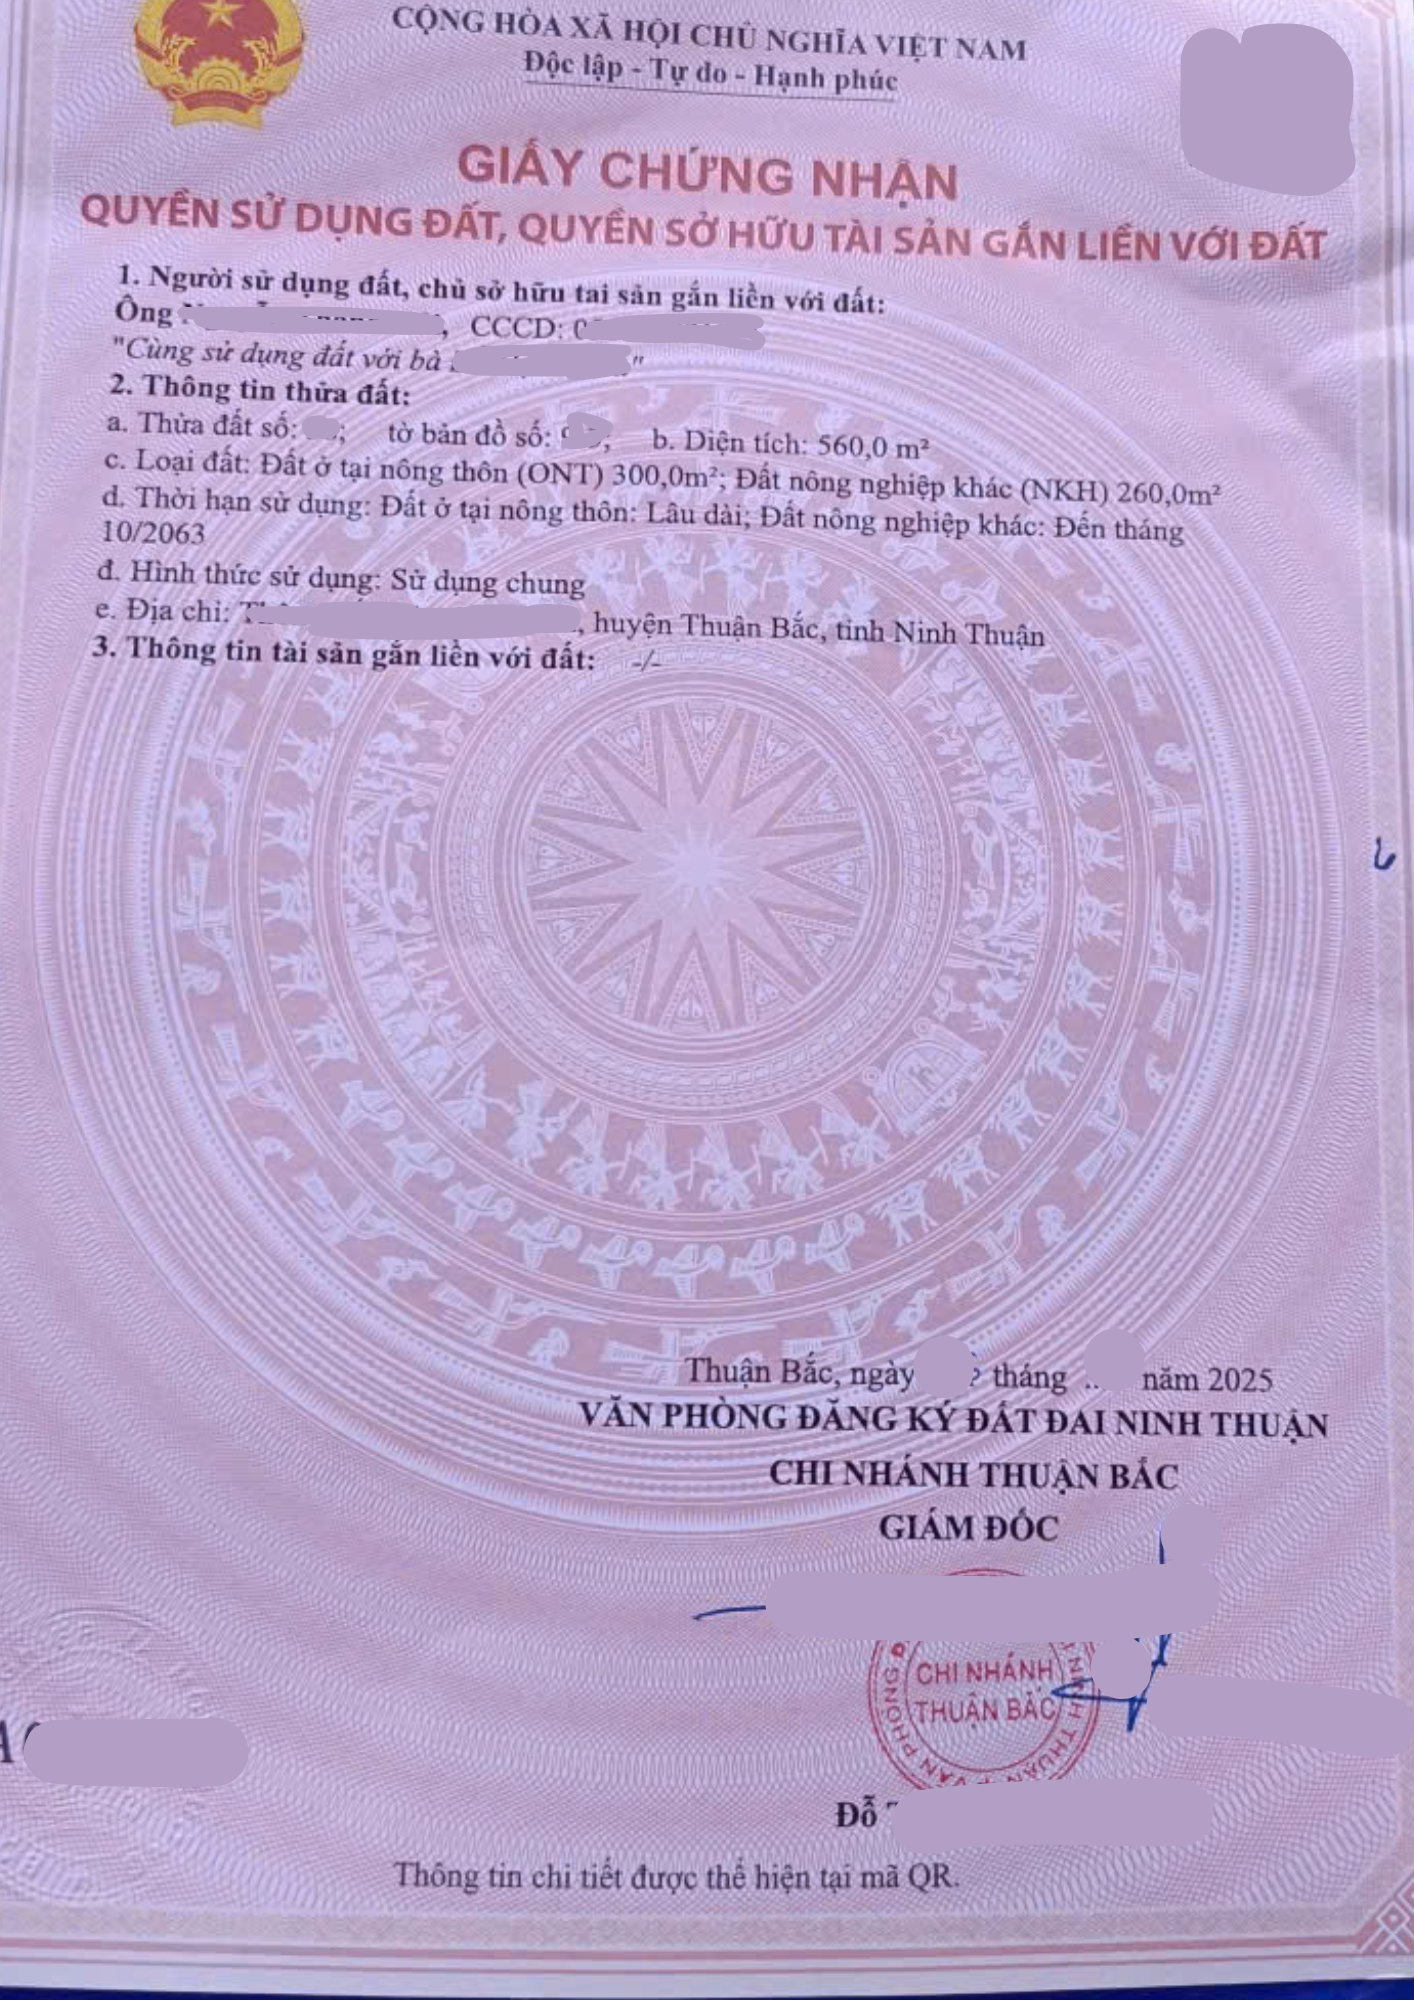 CỘNG HÒA XÃ HỘI CHỦ NGHĨA VIỆT NAM
Độc lập - Tự do - Hạnh phúc
GIẤY CHỨNG NHẬN
QUYỀN SỬ DỤNG ĐẤT, QUYỀN SỞ HỮU TÀI SẢN GẮN LIỀN VỚI ĐẤT
1. Người sử dụng đất, chủ sở hữu tài sản gắn liền với đất:
Ông , CCCD: 0
"Cùng sử dụng đất với bà "
2. Thông tin thửa đất:
a. Thửa đất số: ; tờ bản đồ số: ; b. Diện tích: 560,0 m²
c. Loại đất: Đất ở tại nông thôn (ONT) 300,0m²; Đất nông nghiệp khác (NKH) 260,0m²
d. Thời hạn sử dụng: Đất ở tại nông thôn: Lâu dài; Đất nông nghiệp khác: Đến tháng
10/2063
đ. Hình thức sử dụng: Sử dụng chung
e. Địa chỉ: , huyện Thuận Bắc, tỉnh Ninh Thuận
3. Thông tin tài sản gắn liền với đất: -/-
Thuận Bắc, ngày tháng năm 2025
VĂN PHÒNG ĐĂNG KÝ ĐẤT ĐAI NINH THUẬN
CHI NHÁNH THUẬN BẮC
GIÁM ĐỐC
CHI NHÁNH
THUẬN BẮC
Đỗ
Thông tin chi tiết được thể hiện tại mã QR.